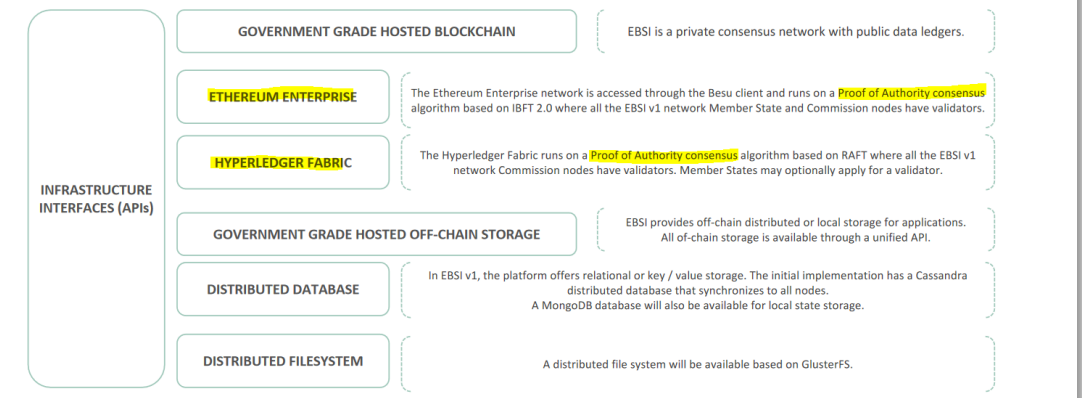 INFRASTRUCTURE
INTERFACES (APIs)
GOVERNMENT GRADE HOSTED BLOCKCHAIN
EBSI is a private consensus network with public data ledgers.
ETHEREUM ENTERPRISE
The Ethereum Enterprise network is accessed through the Besu client and runs on a Proof of Authority consensus
algorithm based on IBFT 2.0 where all the EBSI v1 network Member State and Commission nodes have validators.
HYPERLEDGER FABRIC
The Hyperledger Fabric runs on a Proof of Authority consensus algorithm based on RAFT where all the EBSI v1
network Commission nodes have validators. Member States may optionally apply for a validator.
GOVERNMENT GRADE HOSTED OFF-CHAIN STORAGE
EBSI provides off-chain distributed or local storage for applications.
All of-chain storage is available through a unified API.
DISTRIBUTED DATABASE
In EBSI v1, the platform offers relational or key / value storage. The initial implementation has a Cassandra
distributed database that synchronizes to all nodes.
A MongoDB database will also be available for local state storage.
DISTRIBUTED FILESYSTEM
A distributed file system will be available based on GlusterFS.